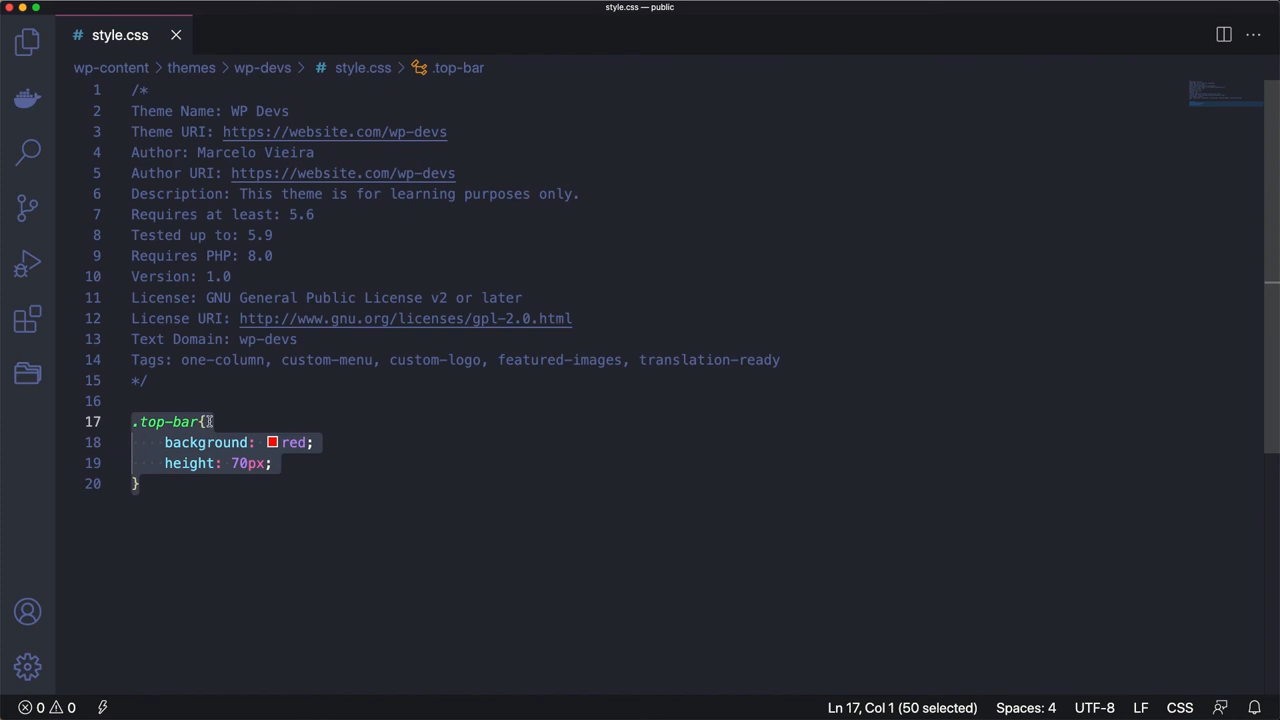 style.css — public
# style.css
wp-content > themes > wp-devs > # style.css > .top-bar
1 /*
2 Theme Name: WP Devs
3 Theme URI: https://website.com/wp-devs
4 Author: Marcelo Vieira
5 Author URI: https://website.com/wp-devs
6 Description: This theme is for learning purposes only.
7 Requires at least: 5.6
8 Tested up to: 5.9
9 Requires PHP: 8.0
10 Version: 1.0
11 License: GNU General Public License v2 or later
12 License URI: http://www.gnu.org/licenses/gpl-2.0.html
13 Text Domain: wp-devs
14 Tags: one-column, custom-menu, custom-logo, featured-images, translation-ready
15 */
16
17 .top-bar{
18 background: red;
19 height: 70px;
20 }
0 0 Ln 17, Col 1 (50 selected) Spaces: 4 UTF-8 LF CSS